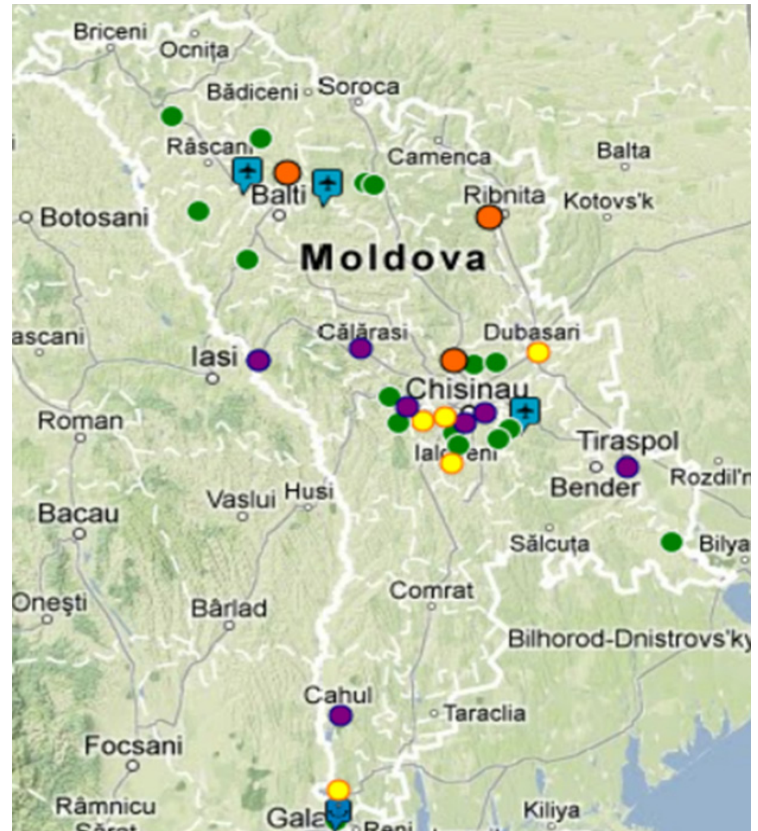 Briceni
Ocnița
Bădiceni
Soroca
Râscani
Camenca
Balta
Balti
Ribnita
Kotovs'k
Botosani
Moldova
ascani
Iasi
Călărasi
Dubasari
Chisinau
Roman
Ialoveni
Tiraspol
Bender
Rozdil'n
Vaslui
Husi
Bacau
Sălcuța
Bilya
Onești
Bârlad
Comrat
Bilhorod-Dnistrovs'ky
Cahul
Taraclia
Focsani
Râmnicu
Sărat
Gala
Reni
Kiliya